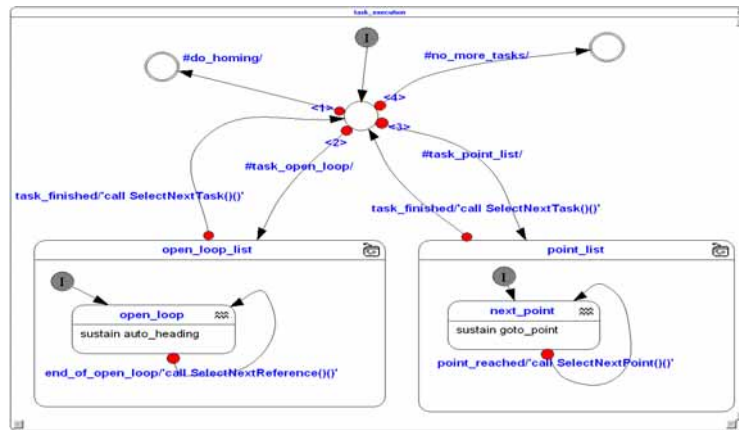 task_execution
I
#do_homing/
#no_more_tasks/
<1>
<4>
<3>
<2>
#task_open_loop/
#task_point_list/
task_finished/'call SelectNextTask()()'
task_finished/'call SelectNextTask()()'
open_loop_list
point_list
I
I
open_loop
next_point
sustain auto_heading
sustain goto_point
end_of_open_loop/'call SelectNextReference()()'
point_reached/'call SelectNextPoint()()'